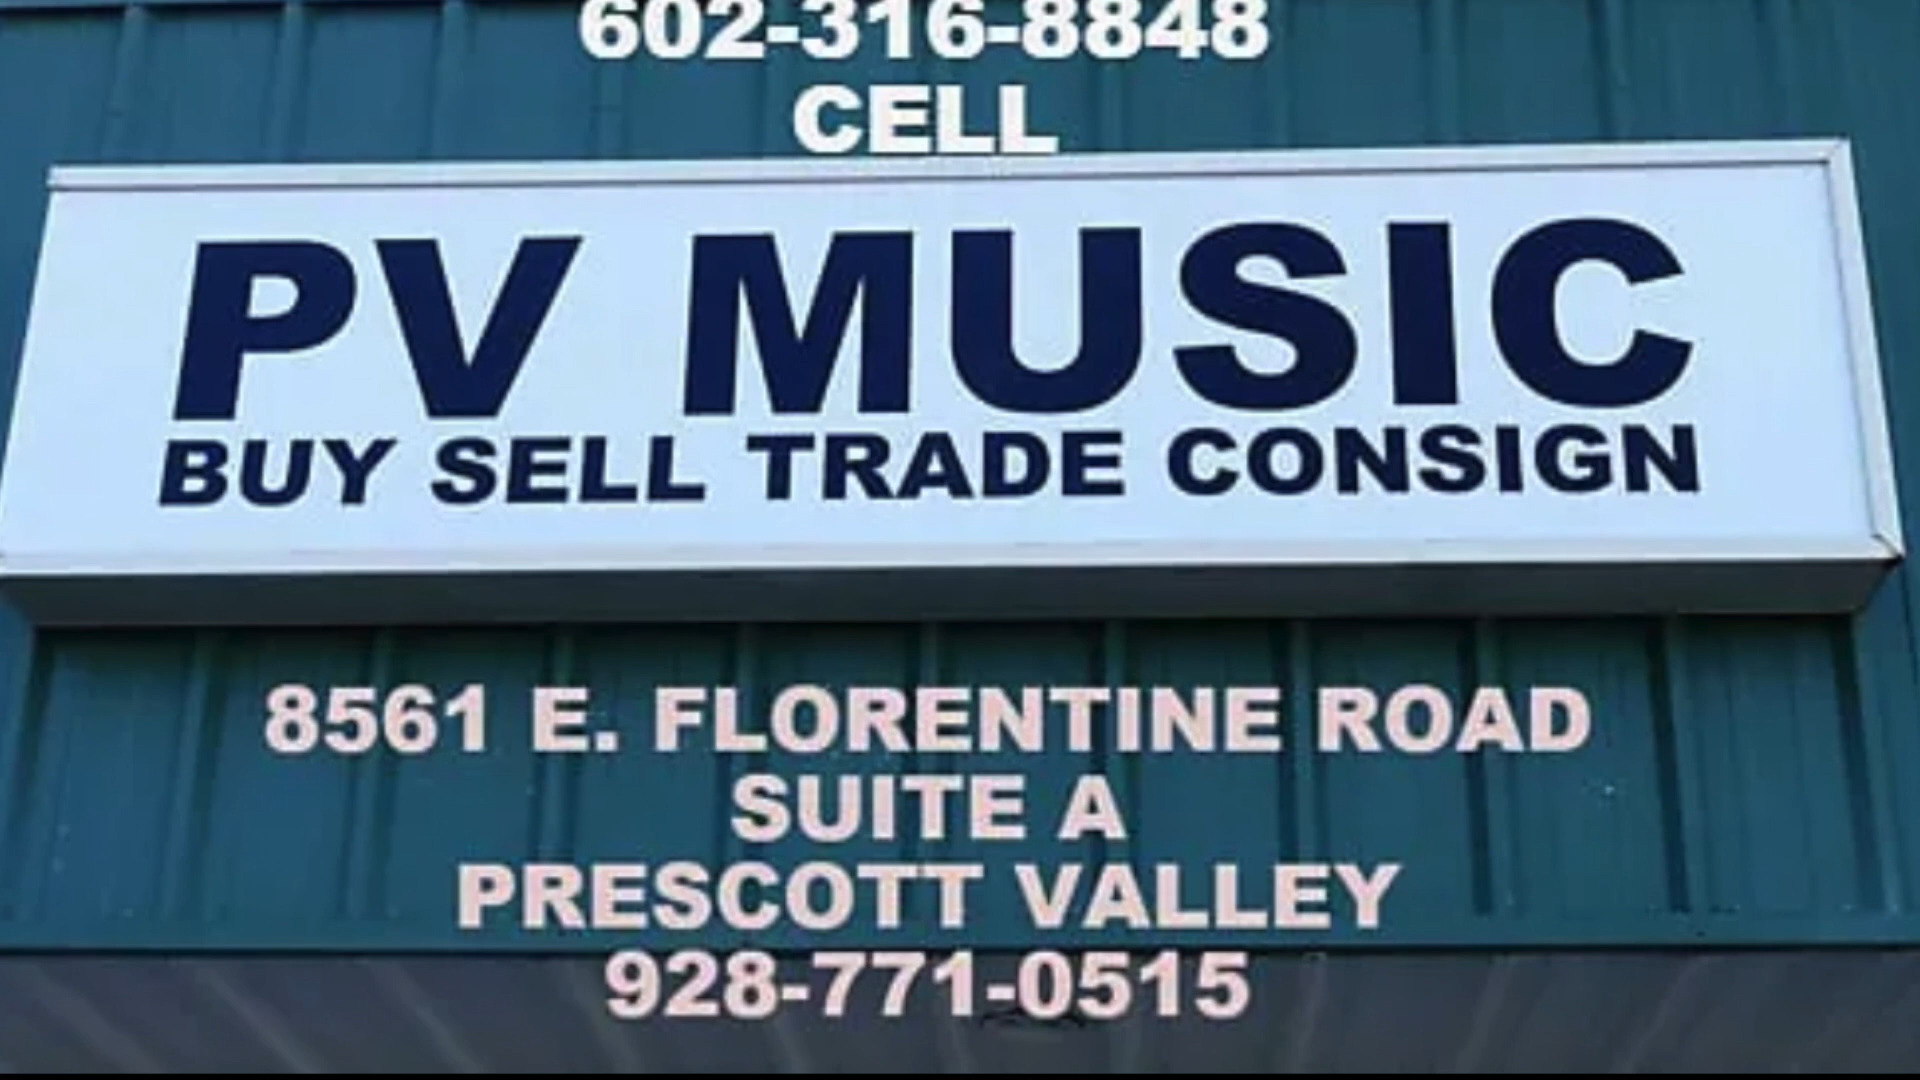 602-316-8848
CELL
PV MUSIC
BUY SELL TRADE CONSIGN
8561 E. FLORENTINE ROAD
SUITE A
PRESCOTT VALLEY
928-771-0515